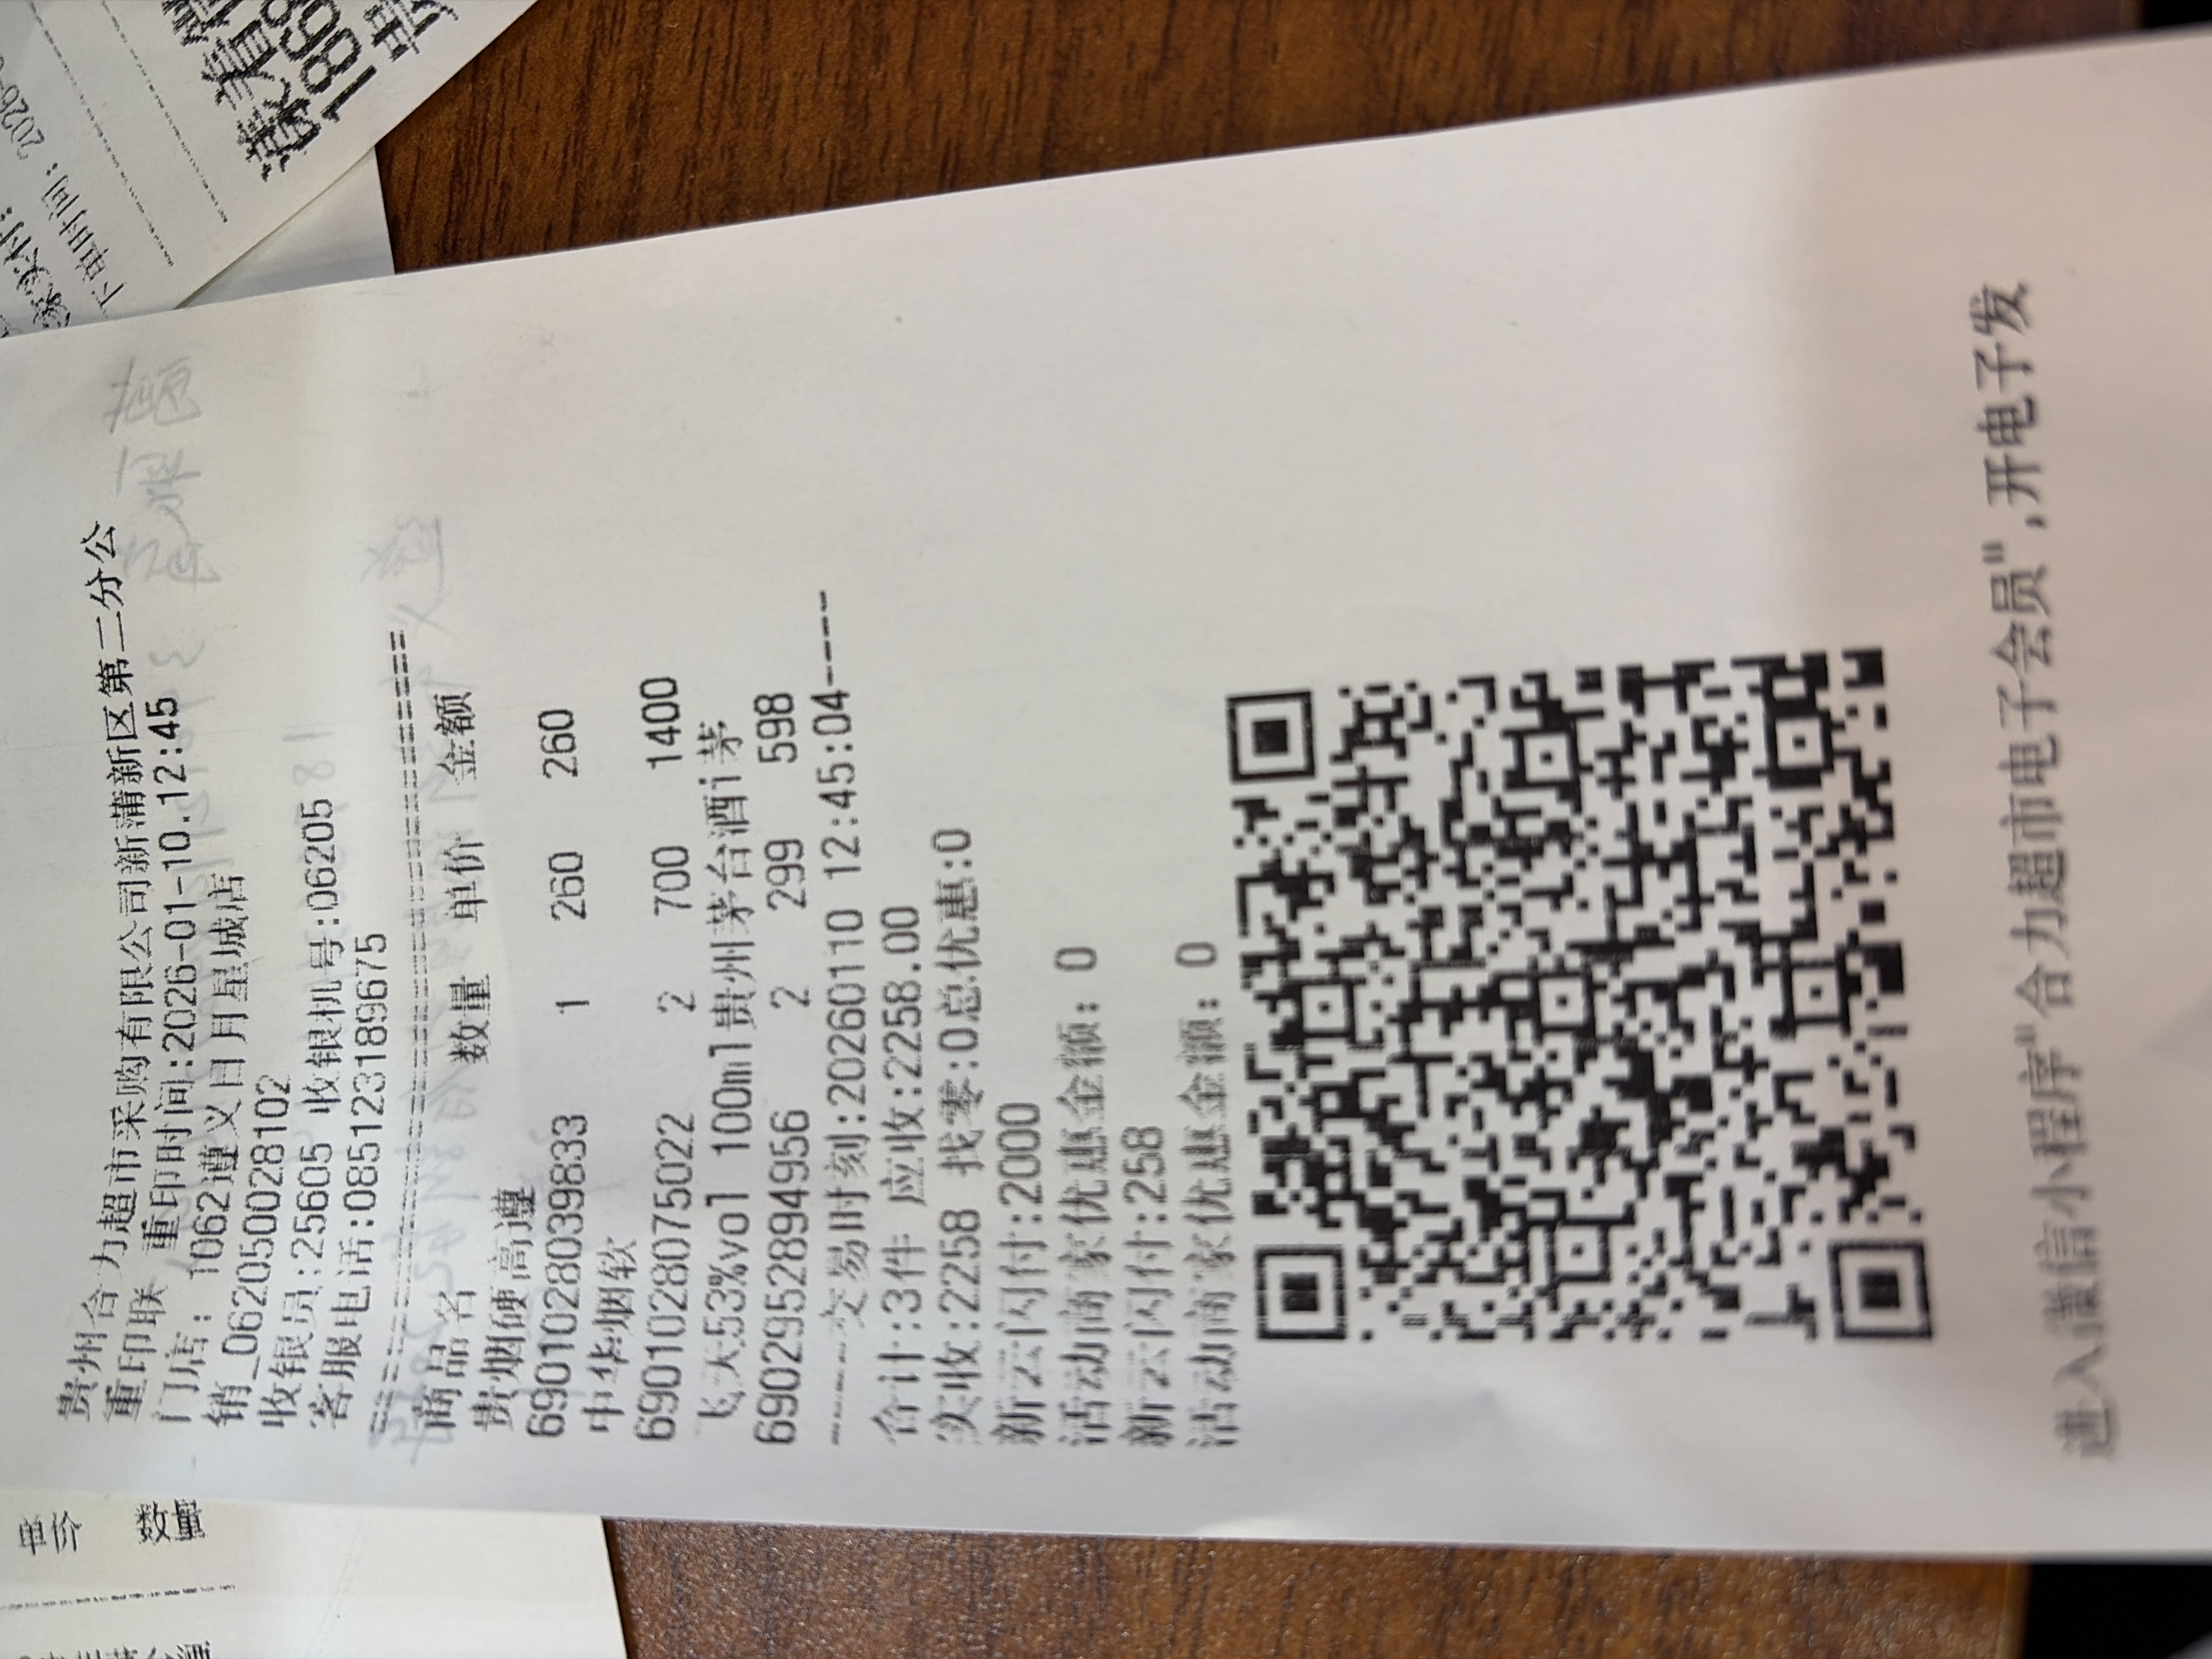 贵州合力超市采购有限公司新蒲新区第二分公
重印联 重印时间:2026-01-10.12:45
门店: 1062遵义日月星城店
销_0620500028102
收银员:25605 收银机号:06205
客服电话:085123189675
商品名 数量 单价 金额
贵烟硬高遵
6901028039833 1 260 260
中华烟软
6901028075022 2 700 1400
飞天53%vol 100ml贵州茅台酒i茅
6902952894956 2 299 598
-----交易时刻:20260110 12:45:04----
合计:3件 应收:2258.00
实收:2258 找零:0总优惠:0
新云闪付:2000
活动商家优惠金额: 0
新云闪付:258
活动商家优惠金额: 0
进入微信小程序"合力超市电子会员",开电子发
下单时间: 2026-
单价 数量